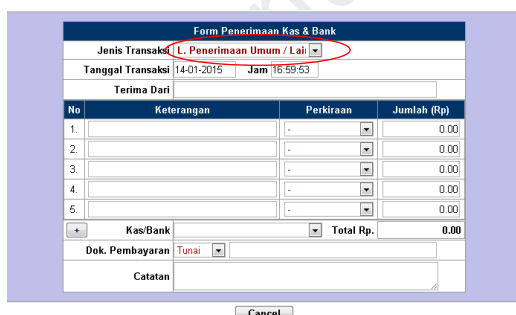 Form Penerimaan Kas & Bank
Jenis Transaksi L. Penerimaan Umum / Lai
Tanggal Transaksi 14-01-2015 Jam 16:59:53
Terima Dari
No Keterangan Perkiraan Jumlah (Rp)
1. - 0.00
2. - 0.00
3. - 0.00
4. - 0.00
5. - 0.00
+ Kas/Bank Total Rp. 0.00
Dok. Pembayaran Tunai
Catatan
Cancel